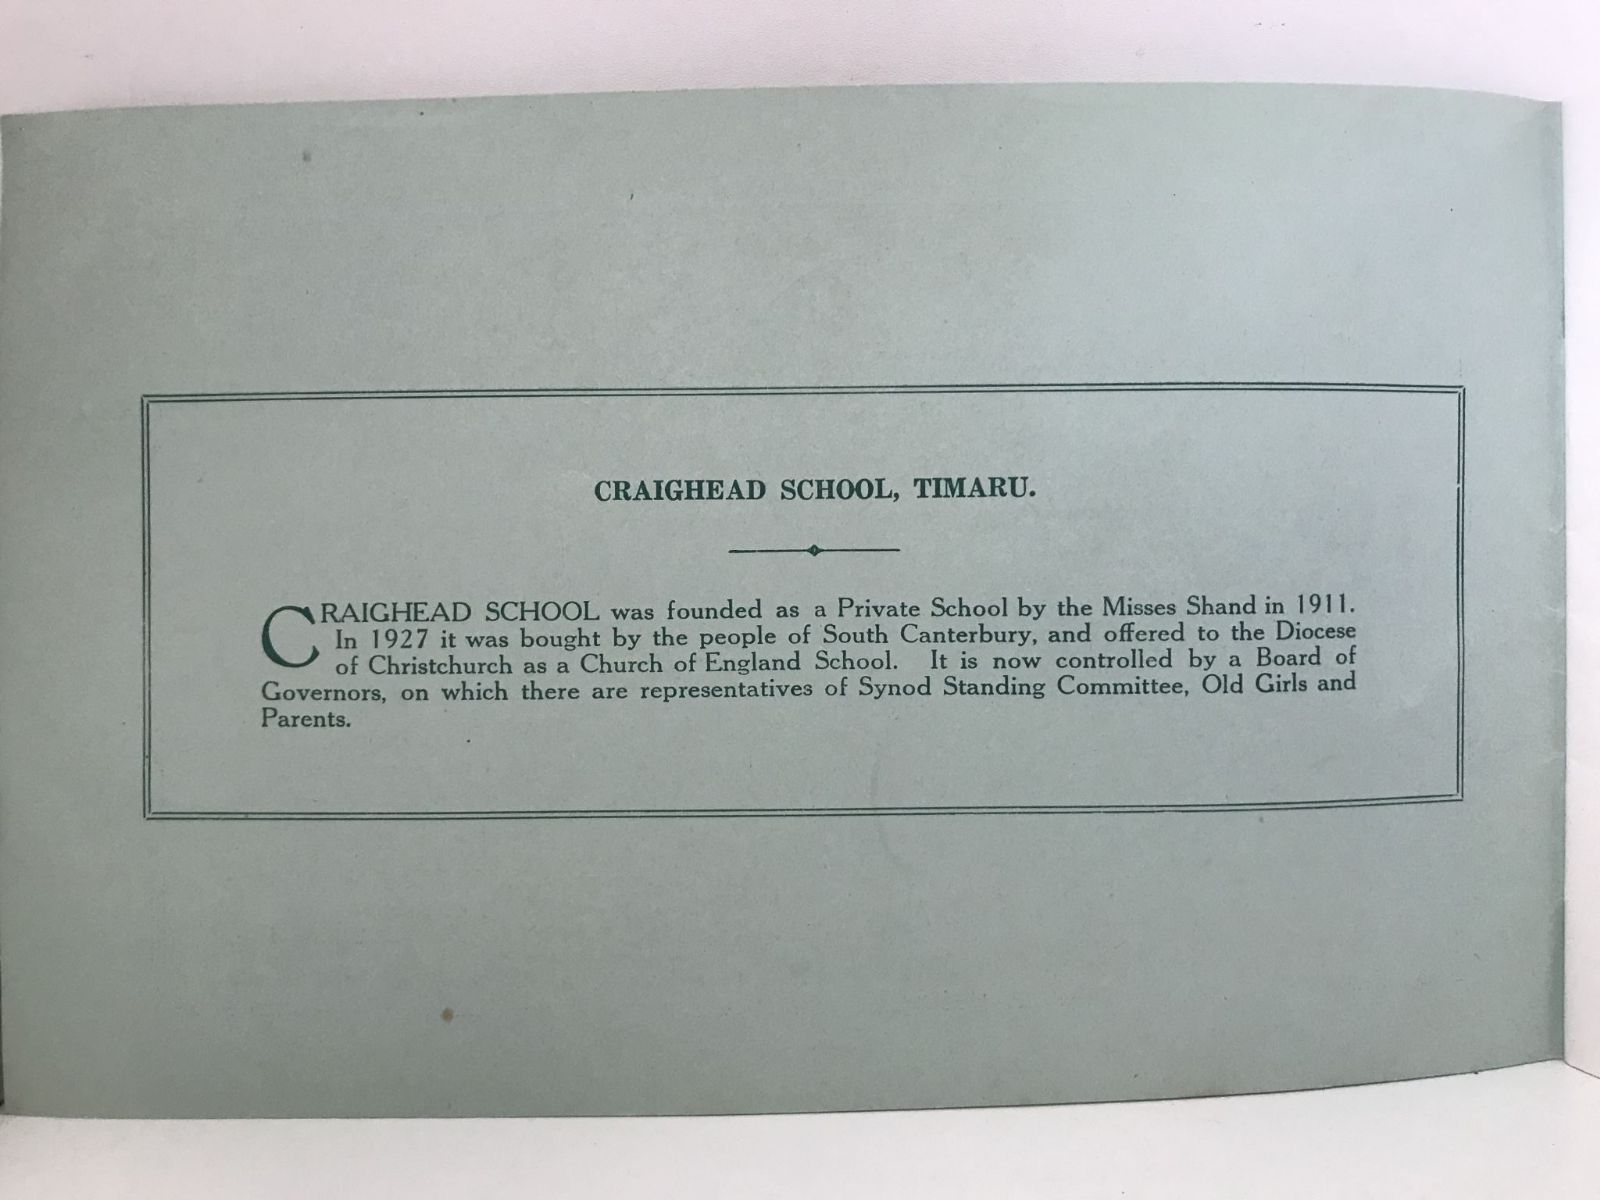 CRAIGHEAD SCHOOL, TIMARU.
CRAIGHEAD SCHOOL was founded as a Private School by the Misses Shand in 1911.
In 1927 it was bought by the people of South Canterbury, and offered to the Diocese
of Christchurch as a Church of England School. It is now controlled by a Board of
Governors, on which there are representatives of Synod Standing Committee, Old Girls and
Parents.